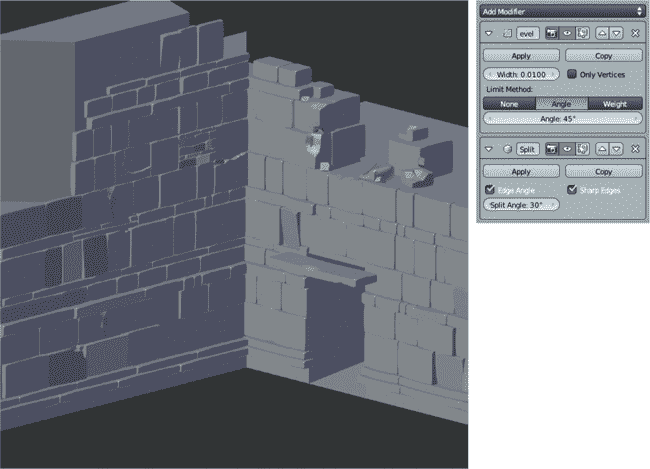 Add Modifier
evel
Apply
Copy
Width: 0.0100
Only Vertices
Limit Method:
None
Angle
Weight
Angle: 45°
Split
Apply
Copy
Edge Angle
Sharp Edges
Split Angle: 30°